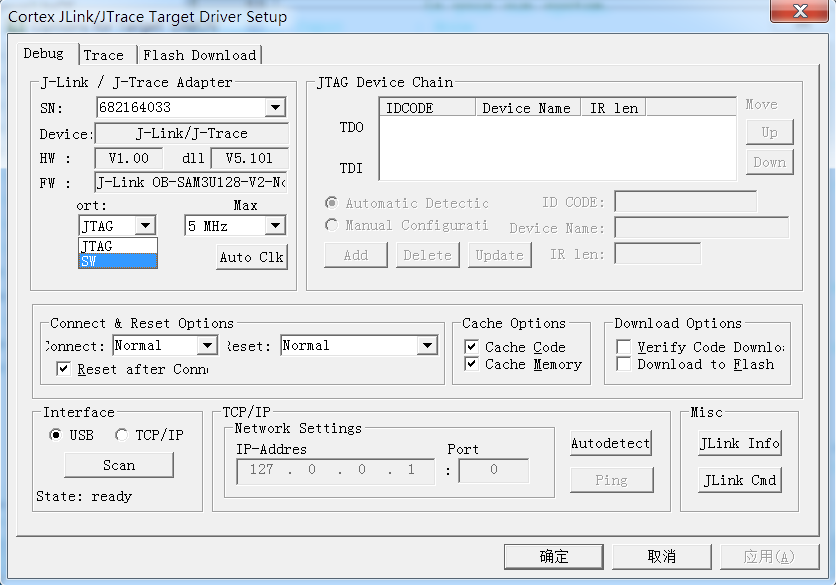 Cortex JLink/JTrace Target Driver Setup
Debug Trace Flash Download
J-Link / J-Trace Adapter
SN: 682164033
Device: J-Link/J-Trace
HW : V1.00 dll V5.10l
FW : J-Link OB-SAM3U128-V2-No
ort: Max
JTAG 5 MHz
JTAG
SW
Auto Clk
JTAG Device Chain
IDCODE Device Name IR len
TDO
TDI
Move
Up
Down
Automatic Detectic ID CODE:
Manual Configurati Device Name:
Add Delete Update IR len:
Connect & Reset Options
Connect: Normal Reset: Normal
Reset after Conn
Cache Options
Cache Code
Cache Memory
Download Options
Verify Code Downloa
Download to Flash
Interface
USB TCP/IP
Scan
State: ready
TCP/IP
Network Settings
IP-Addres Port
127 . 0 . 0 . 1 : 0
Autodetect
Ping
Misc
JLink Info
JLink Cmd
确定 取消 应用(A)